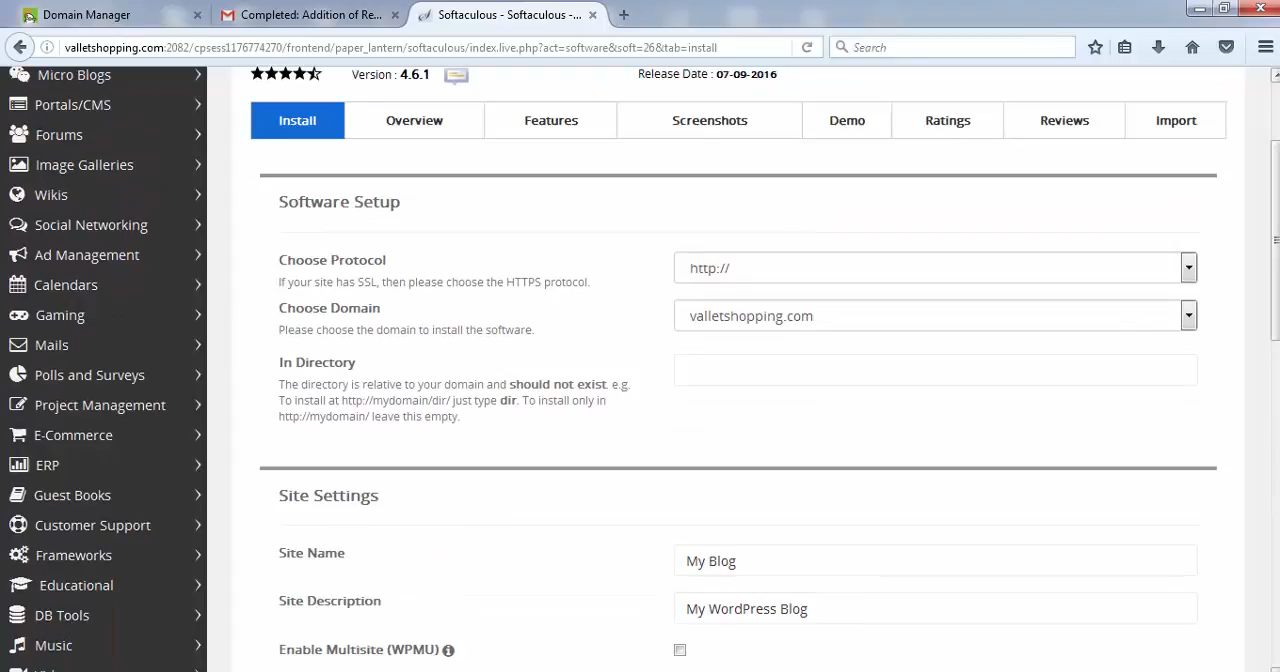 Domain Manager
Completed: Addition of Re...
Softaculous - Softaculous -...
valletshopping.com:2082/cpsess1176774270/frontend/paper_lantern/softaculous/index.live.php?act=software&soft=26&tab=install
Search
Micro Blogs
Portals/CMS
Forums
Image Galleries
Wikis
Social Networking
Ad Management
Calendars
Gaming
Mails
Polls and Surveys
Project Management
E-Commerce
ERP
Guest Books
Customer Support
Frameworks
Educational
DB Tools
Music
Version : 4.6.1
Release Date : 07-09-2016
Install
Overview
Features
Screenshots
Demo
Ratings
Reviews
Import
Software Setup
Choose Protocol
If your site has SSL, then please choose the HTTPS protocol.
http://
Choose Domain
Please choose the domain to install the software.
valletshopping.com
In Directory
The directory is relative to your domain and should not exist. e.g.
To install at http://mydomain/dir/ just type dir. To install only in
http://mydomain/ leave this empty.
Site Settings
Site Name
My Blog
Site Description
My WordPress Blog
Enable Multisite (WPMU)